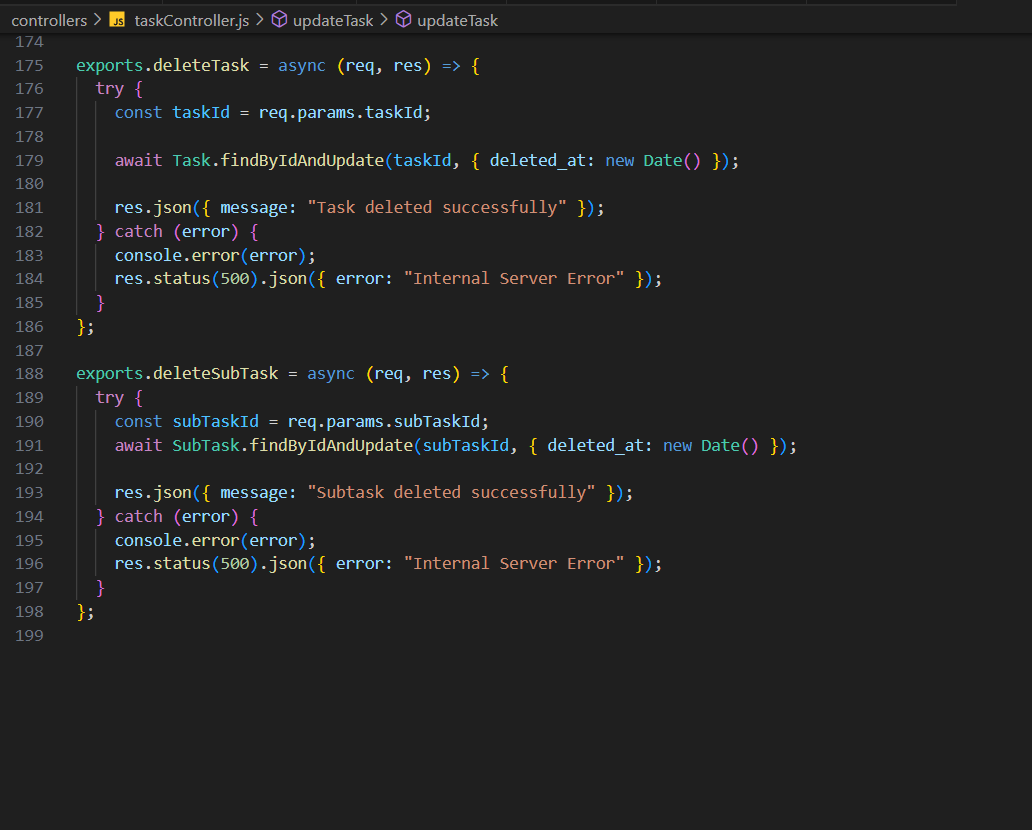 controllers > JS taskController.js > updateTask > updateTask
174
175 exports.deleteTask = async (req, res) => {
176 try {
177 const taskId = req.params.taskId;
178
179 await Task.findByIdAndUpdate(taskId, { deleted_at: new Date() });
180
181 res.json({ message: "Task deleted successfully" });
182 } catch (error) {
183 console.error(error);
184 res.status(500).json({ error: "Internal Server Error" });
185 }
186 };
187
188 exports.deleteSubTask = async (req, res) => {
189 try {
190 const subTaskId = req.params.subTaskId;
191 await SubTask.findByIdAndUpdate(subTaskId, { deleted_at: new Date() });
192
193 res.json({ message: "Subtask deleted successfully" });
194 } catch (error) {
195 console.error(error);
196 res.status(500).json({ error: "Internal Server Error" });
197 }
198 };
199